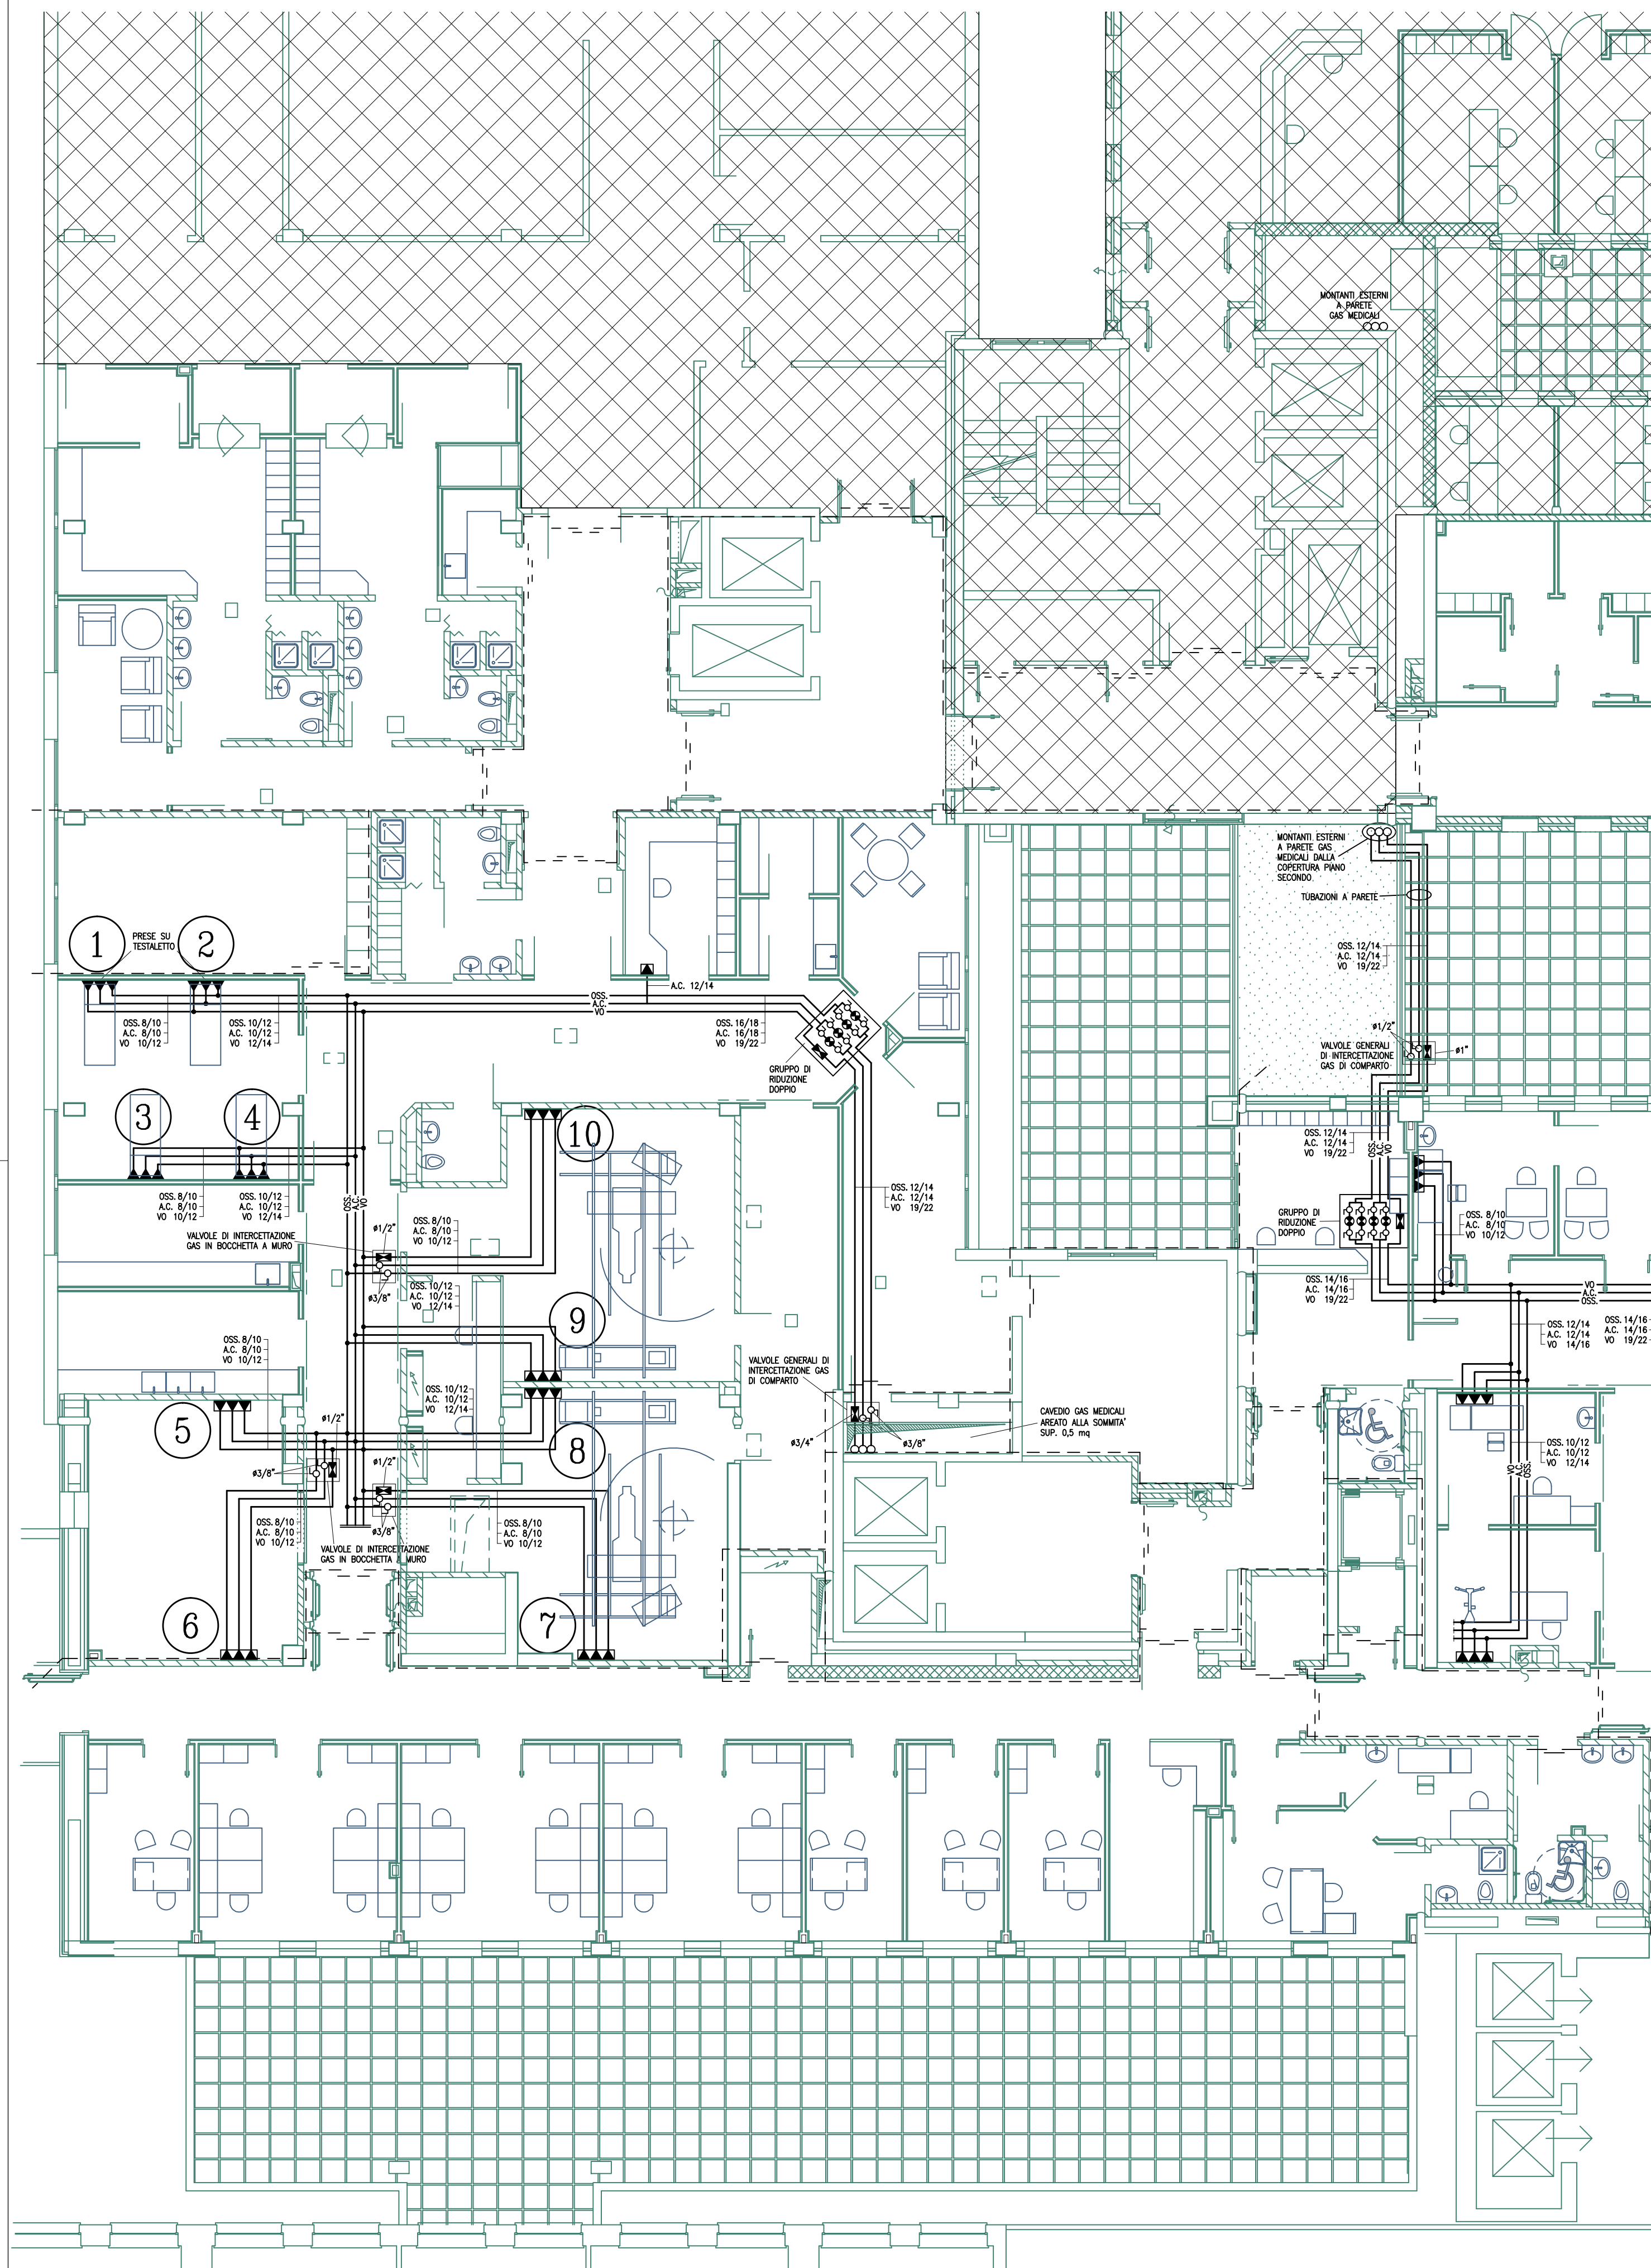 MONTANTI ESTERNI
A PARETE
GAS MEDICALI
MONTANTI ESTERNI
A PARETE GAS
MEDICALI DALLA
COPERTURA PIANO
SECONDO.
TUBAZIONI A PARETE
OSS. 12/14
A.C. 12/14
VO 19/22
1
PRESE SU
TESTALETTO
2
A.C. 12/14
OSS.
A.C.
VO
OSS. 8/10
A.C. 8/10
VO 10/12
OSS. 10/12
A.C. 10/12
VO 12/14
OSS. 16/18
A.C. 16/18
VO 19/22
GRUPPO DI
RIDUZIONE
DOPPIO
ø1/2"
VALVOLE GENERALI
DI INTERCETTAZIONE
GAS DI COMPARTO
ø1"
3
4
10
OSS. 12/14
A.C. 12/14
VO 19/22
OSS.
A.C.
VO
OSS. 8/10
A.C. 8/10
VO 10/12
OSS. 10/12
A.C. 10/12
VO 12/14
OSS.
A.C.
VO
OSS. 12/14
A.C. 12/14
VO 19/22
GRUPPO DI
RIDUZIONE
DOPPIO
OSS. 8/10
A.C. 8/10
VO 10/12
VALVOLE DI INTERCETTAZIONE
GAS IN BOCCHETTA A MURO
ø1/2"
ø3/8"
OSS. 8/10
A.C. 8/10
VO 10/12
OSS. 10/12
A.C. 10/12
VO 12/14
OSS. 14/16
A.C. 14/16
VO 19/22
VO
A.C.
OSS.
9
OSS. 12/14
A.C. 12/14
VO 14/16
OSS. 14/16
A.C. 14/16
VO 19/22
OSS. 8/10
A.C. 8/10
VO 10/12
VALVOLE GENERALI DI
INTERCETTAZIONE GAS
DI COMPARTO
OSS. 10/12
A.C. 10/12
VO 12/14
5
ø1/2"
ø3/8"
8
ø3/4"
ø3/8"
CAVEDIO GAS MEDICALI
AREATO ALLA SOMMITA'
SUP. 0,5 mq
VO
A.C.
OSS.
OSS. 10/12
A.C. 10/12
VO 12/14
ø1/2"
ø3/8"
OSS. 8/10
A.C. 8/10
VO 10/12
VALVOLE DI INTERCETTAZIONE
GAS IN BOCCHETTA A MURO
OSS. 8/10
A.C. 8/10
VO 10/12
6
7